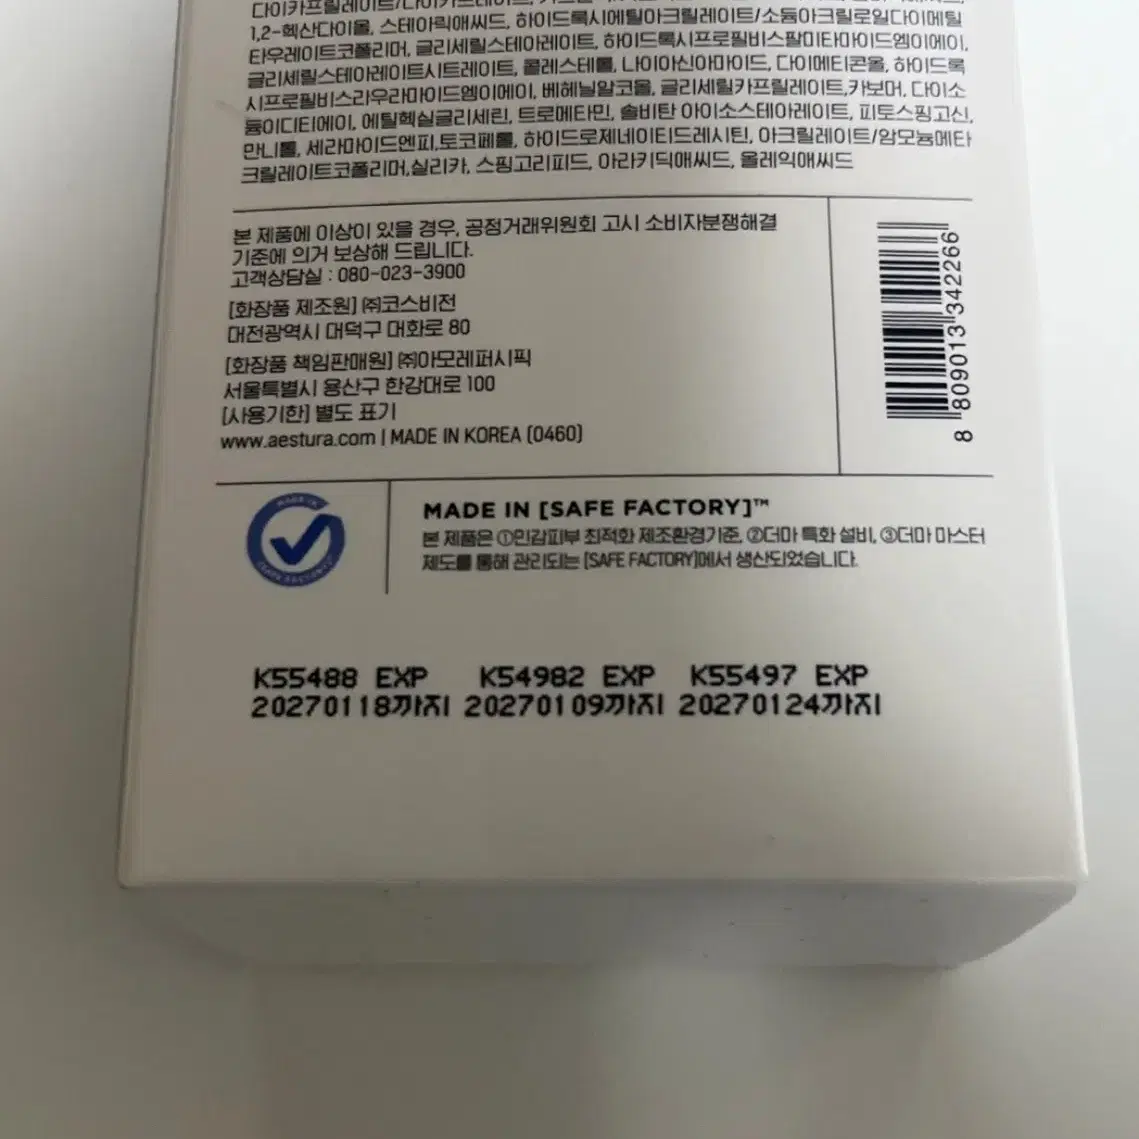 1,2-헥산다이올, 스테아릭애씨드, 하이드록시에틸아크릴레이트/소듐아크릴로일다이메틸
타우레이트코폴리머, 글리세릴스테아레이트, 하이드록시프로필비스팔미타마이드엠이에이,
글리세릴스테아레이트시트레이트, 콜레스테롤, 나이아신아마이드, 다이메티콘올, 하이드록
시프로필비스라우라마이드엠이에이, 베헤닐알코올, 글리세릴카프릴레이트,카보머, 다이소
듐이디티에이, 에틸헥실글리세린, 트로메타민, 솔비탄 아이소스테아레이트, 피토스핑고신,
만니톨, 세라마이드엔피,토코페롤, 하이드로제네이티드레시틴, 아크릴레이트/암모늄메타
크릴레이트코폴리머,실리카, 스핑고리피드, 아라키딕애씨드, 올레익애씨드
본 제품에 이상이 있을 경우, 공정거래위원회 고시 소비자분쟁해결
기준에 의거 보상해 드립니다.
고객상담실 : 080-023-3900
[화장품 제조원] ㈜코스비전
대전광역시 대덕구 대화로 80
[화장품 책임판매원] ㈜아모레퍼시픽
서울특별시 용산구 한강대로 100
[사용기한] 별도 표기
www.aestura.com | MADE IN KOREA (0460)
8 809013 342266
MADE IN
[SAFE FACTORY]
MADE IN [SAFE FACTORY]™
본 제품은 ①민감피부 최적화 제조환경기준, ②더마 특화 설비, ③더마 마스터
제도를 통해 관리되는 [SAFE FACTORY]에서 생산되었습니다.
K55488 EXP K54982 EXP K55497 EXP
20270118까지 20270109까지 20270124까지